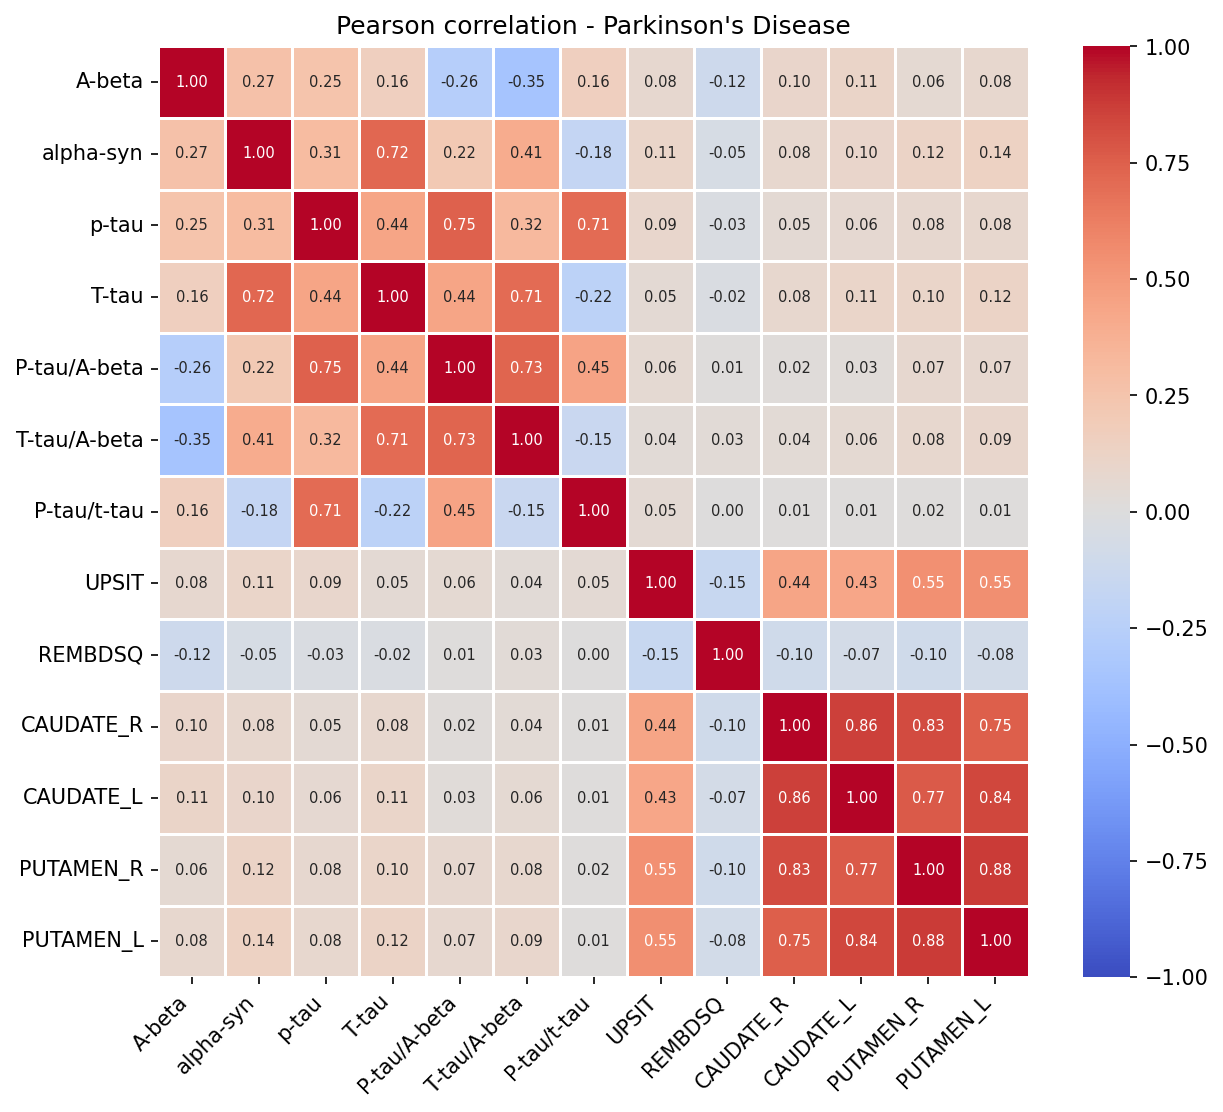 Pearson correlation - Parkinson's Disease
A-beta 1.00 0.27 0.25 0.16 -0.26 -0.35 0.16 0.08 -0.12 0.10 0.11 0.06 0.08
alpha-syn 0.27 1.00 0.31 0.72 0.22 0.41 -0.18 0.11 -0.05 0.08 0.10 0.12 0.14
p-tau 0.25 0.31 1.00 0.44 0.75 0.32 0.71 0.09 -0.03 0.05 0.06 0.08 0.08
T-tau 0.16 0.72 0.44 1.00 0.44 0.71 -0.22 0.05 -0.02 0.08 0.11 0.10 0.12
P-tau/A-beta -0.26 0.22 0.75 0.44 1.00 0.73 0.45 0.06 0.01 0.02 0.03 0.07 0.07
T-tau/A-beta -0.35 0.41 0.32 0.71 0.73 1.00 -0.15 0.04 0.03 0.04 0.06 0.08 0.09
P-tau/t-tau 0.16 -0.18 0.71 -0.22 0.45 -0.15 1.00 0.05 0.00 0.01 0.01 0.02 0.01
UPSIT 0.08 0.11 0.09 0.05 0.06 0.04 0.05 1.00 -0.15 0.44 0.43 0.55 0.55
REMBDSQ -0.12 -0.05 -0.03 -0.02 0.01 0.03 0.00 -0.15 1.00 -0.10 -0.07 -0.10 -0.08
CAUDATE_R 0.10 0.08 0.05 0.08 0.02 0.04 0.01 0.44 -0.10 1.00 0.86 0.83 0.75
CAUDATE_L 0.11 0.10 0.06 0.11 0.03 0.06 0.01 0.43 -0.07 0.86 1.00 0.77 0.84
PUTAMEN_R 0.06 0.12 0.08 0.10 0.07 0.08 0.02 0.55 -0.10 0.83 0.77 1.00 0.88
PUTAMEN_L 0.08 0.14 0.08 0.12 0.07 0.09 0.01 0.55 -0.08 0.75 0.84 0.88 1.00
A-beta alpha-syn p-tau T-tau P-tau/A-beta T-tau/A-beta P-tau/t-tau UPSIT REMBDSQ CAUDATE_R CAUDATE_L PUTAMEN_R PUTAMEN_L
1.00
0.75
0.50
0.25
0.00
−0.25
−0.50
−0.75
−1.00